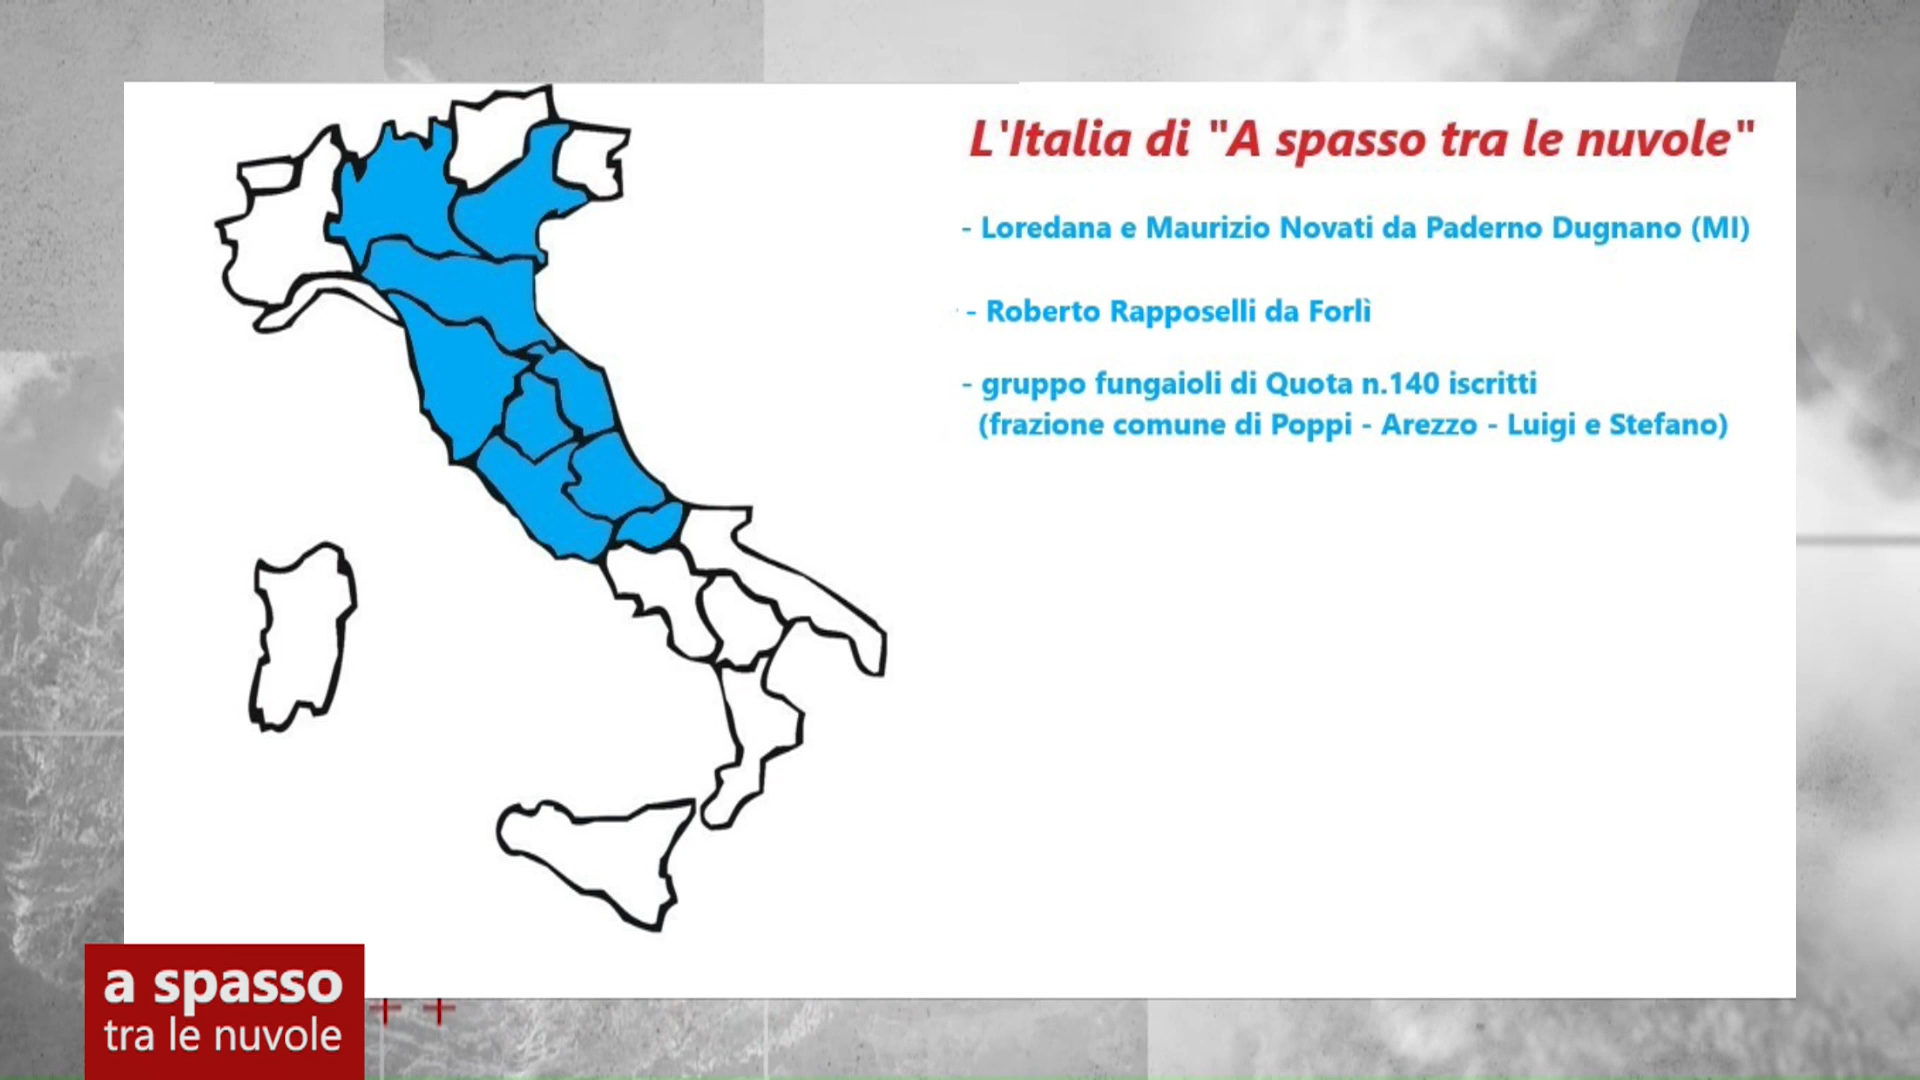 L'Italia di "A spasso tra le nuvole"
- Loredana e Maurizio Novati da Paderno Dugnano (MI)
- Roberto Rapposelli da Forlì
- gruppo fungaioli di Quota n.140 iscritti
(frazione comune di Poppi - Arezzo - Luigi e Stefano)
a spasso
tra le nuvole